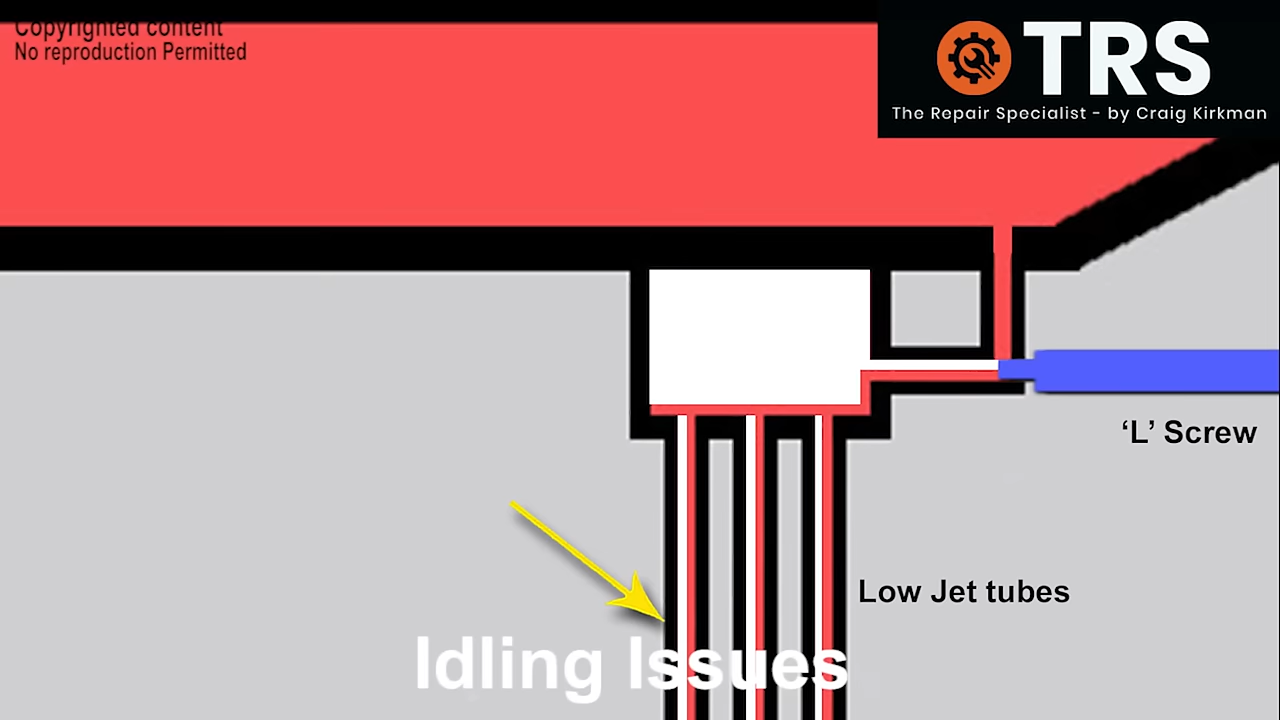 Copyrighted content
No reproduction Permitted
TRS
The Repair Specialist - by Craig Kirkman
‘L’ Screw
Low Jet tubes
Idling Issues